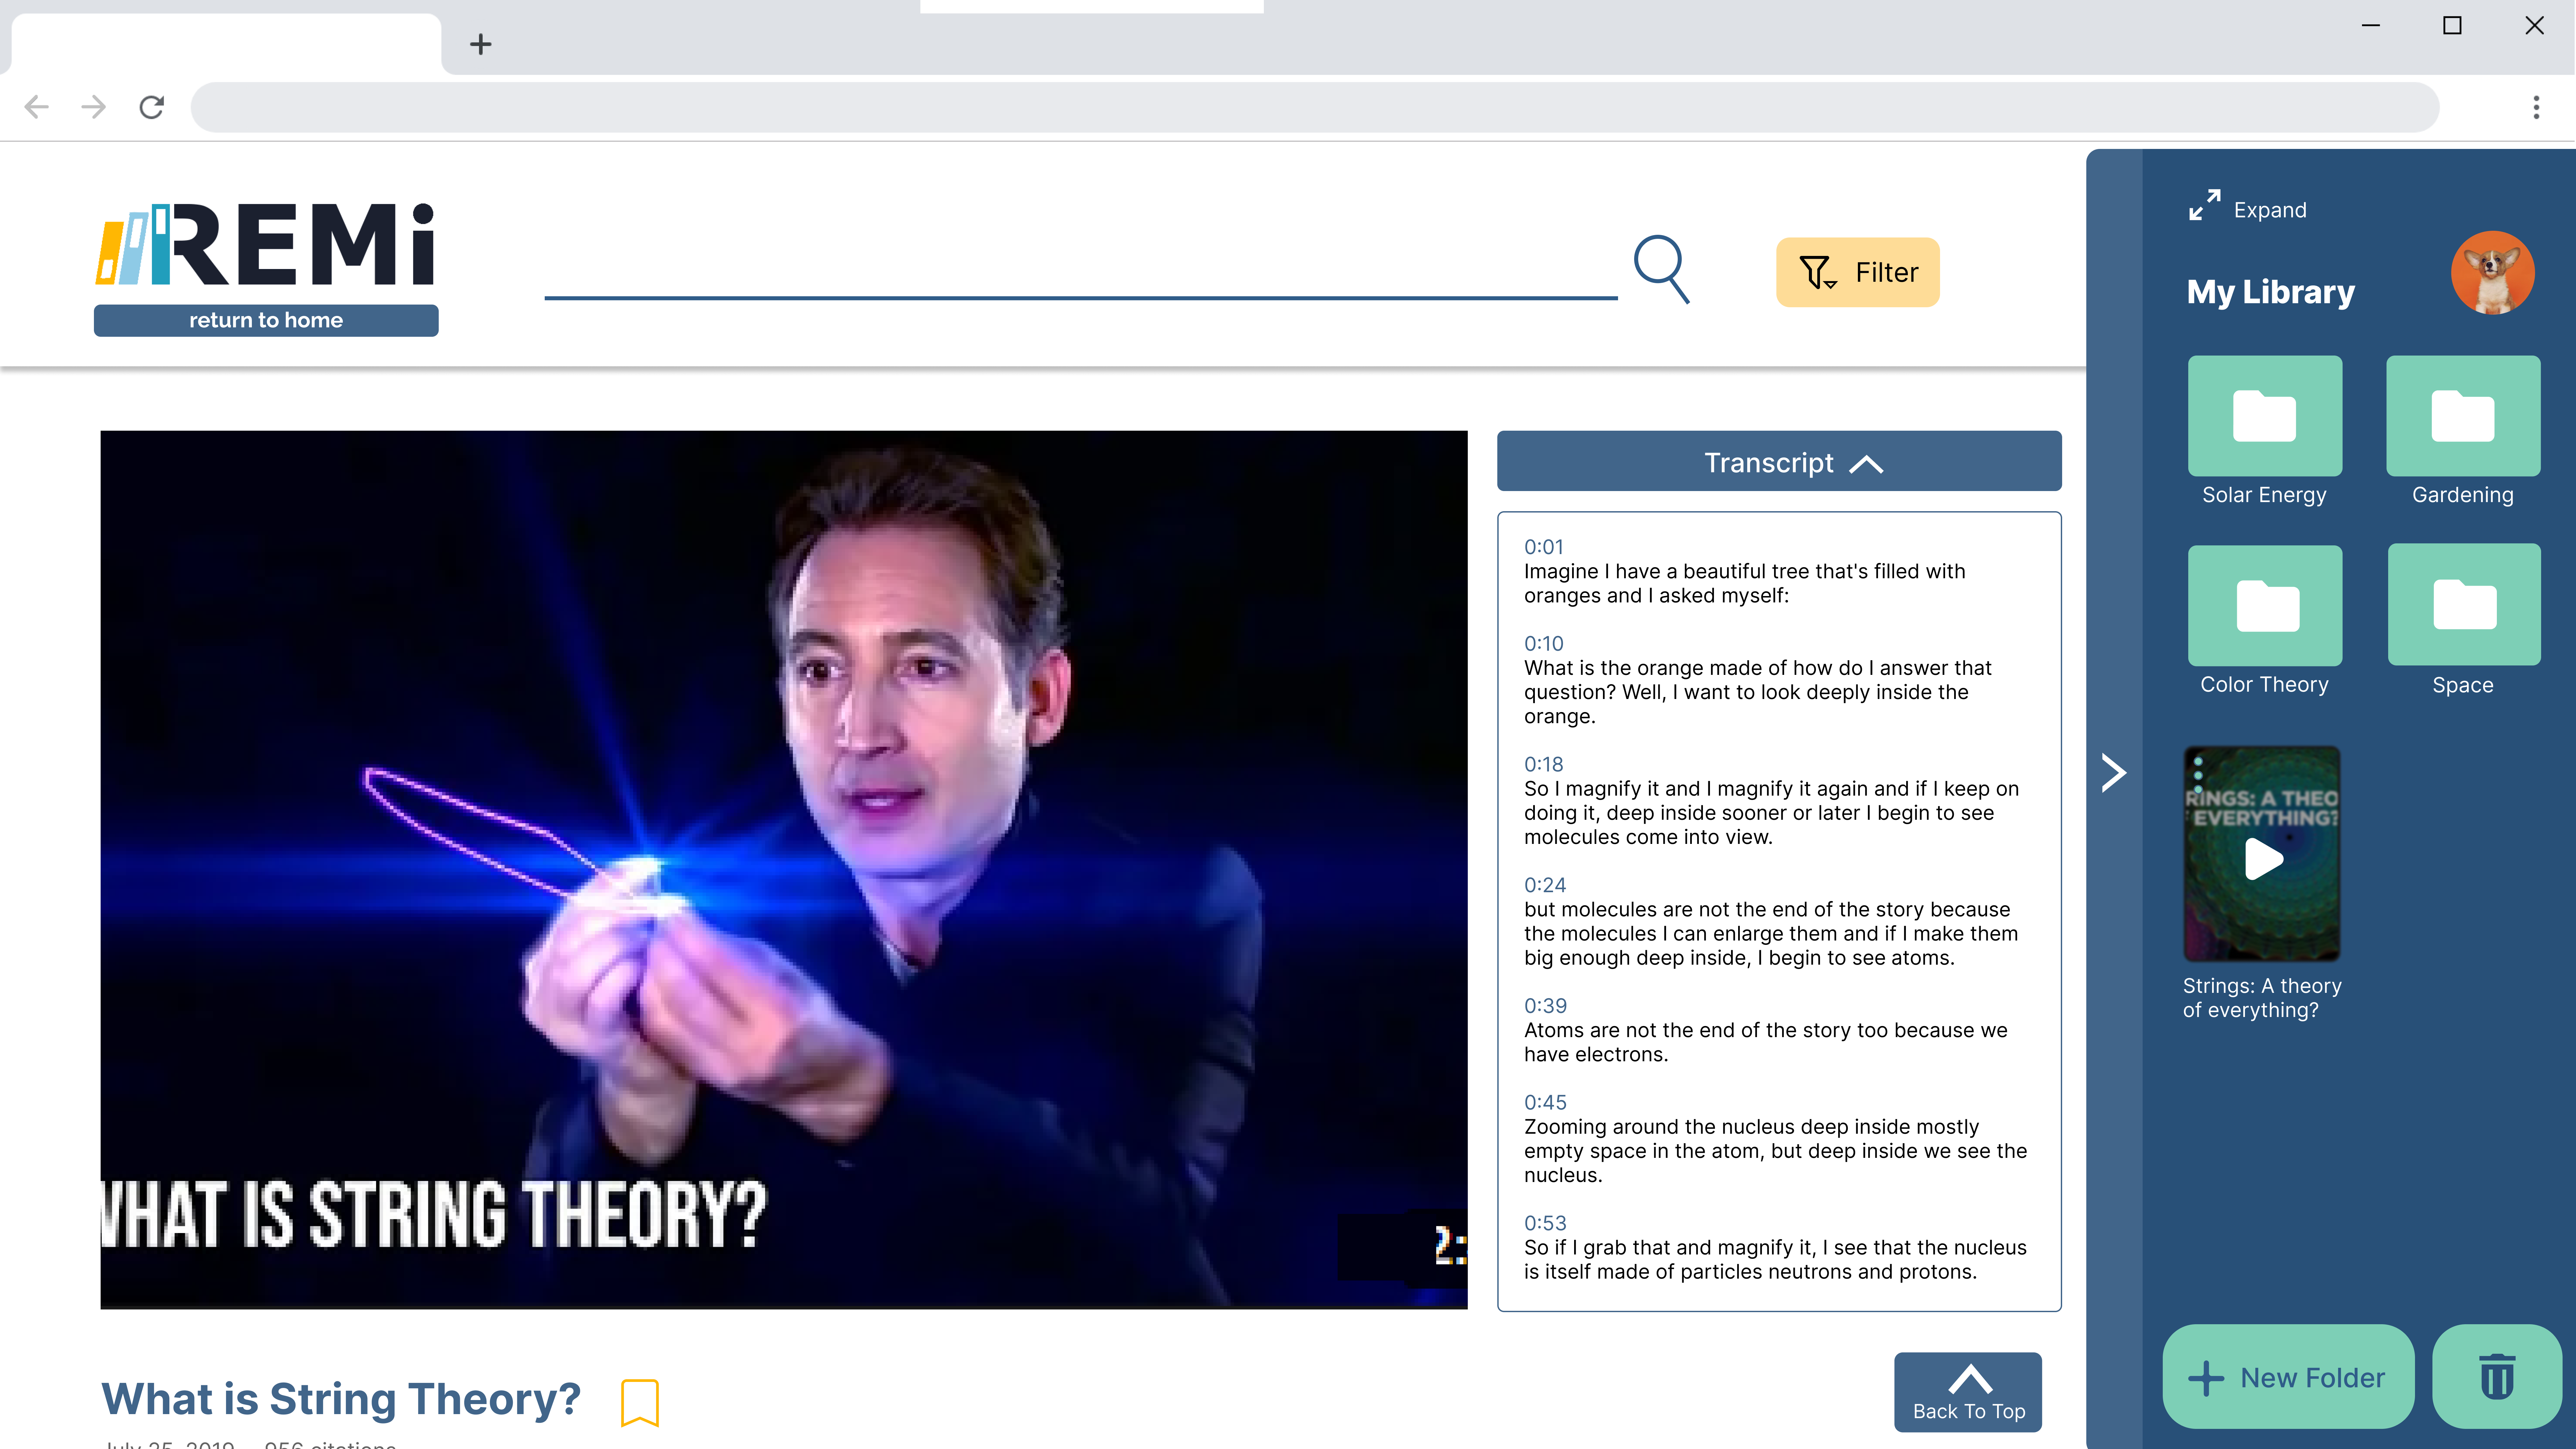 REMi
return to home
Filter
Expand
My Library
Solar Energy
Gardening
Color Theory
Space
RINGS: A THEO
EVERYTHING?
Strings: A theory
of everything?
New Folder
WHAT IS STRING THEORY?
2:
Transcript
0:01
Imagine I have a beautiful tree that's filled with
oranges and I asked myself:
0:10
What is the orange made of how do I answer that
question? Well, I want to look deeply inside the
orange.
0:18
So I magnify it and I magnify it again and if I keep on
doing it, deep inside sooner or later I begin to see
molecules come into view.
0:24
but molecules are not the end of the story because
the molecules I can enlarge them and if I make them
big enough deep inside, I begin to see atoms.
0:39
Atoms are not the end of the story too because we
have electrons.
0:45
Zooming around the nucleus deep inside mostly
empty space in the atom, but deep inside we see the
nucleus.
0:53
So if I grab that and magnify it, I see that the nucleus
is itself made of particles neutrons and protons.
What is String Theory?
July 25, 2019 956 citations
Back To Top